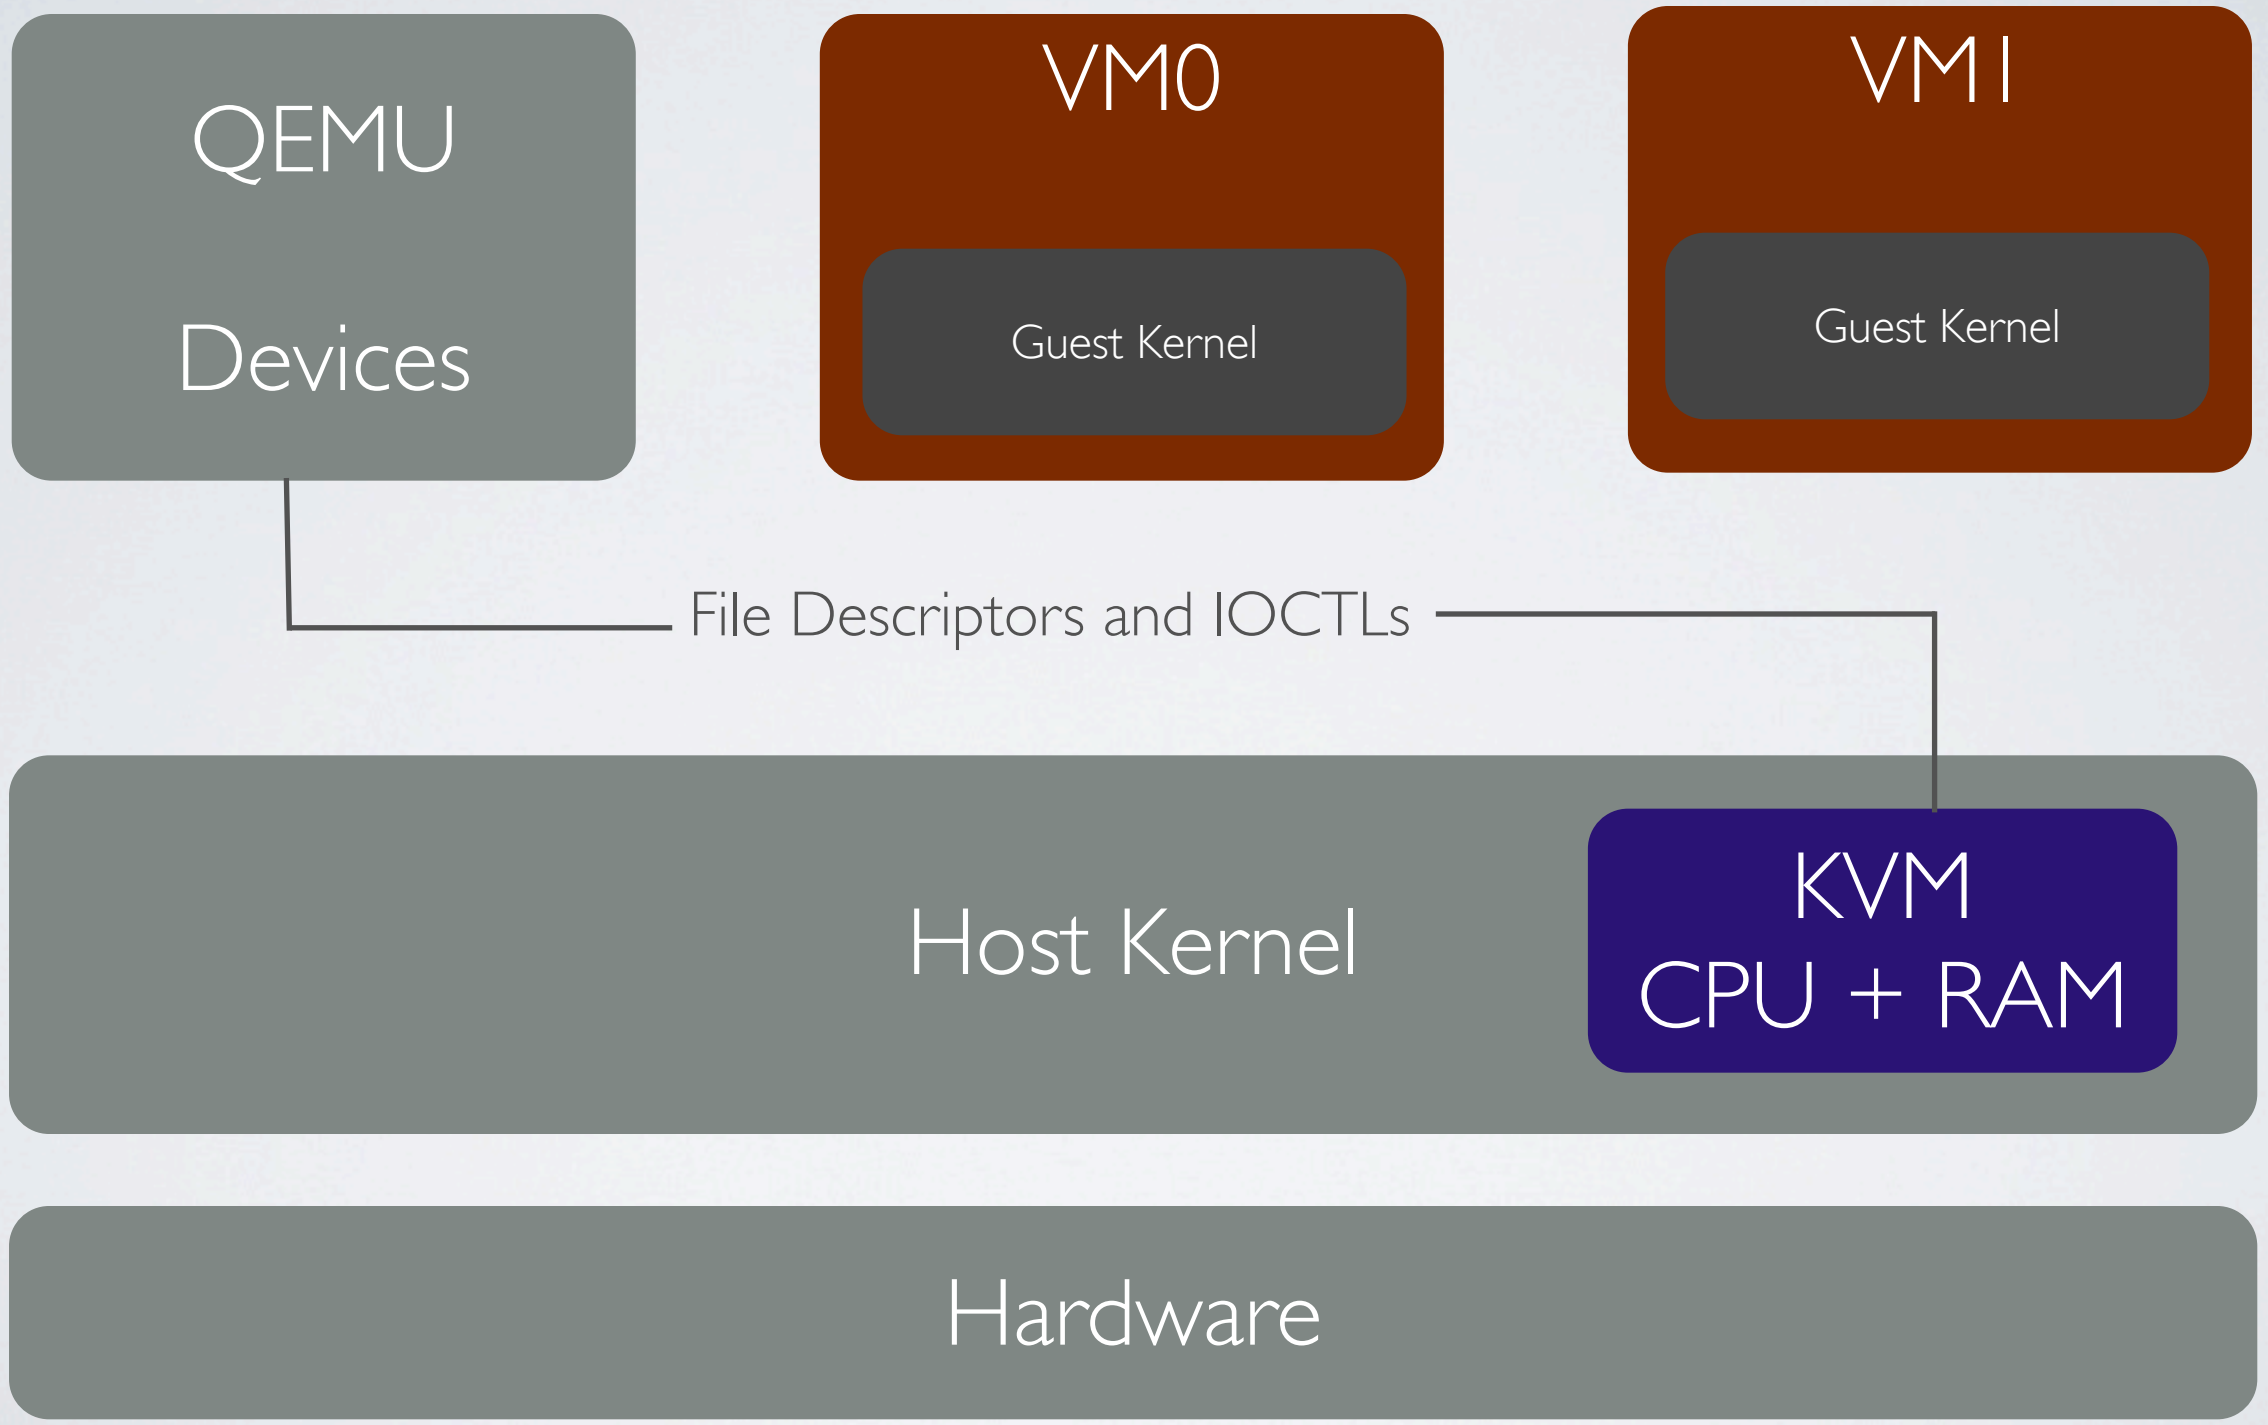 QEMU
Devices
VM0
Guest Kernel
VM1
Guest Kernel
File Descriptors and IOCTLs
Host Kernel
KVM
CPU + RAM
Hardware